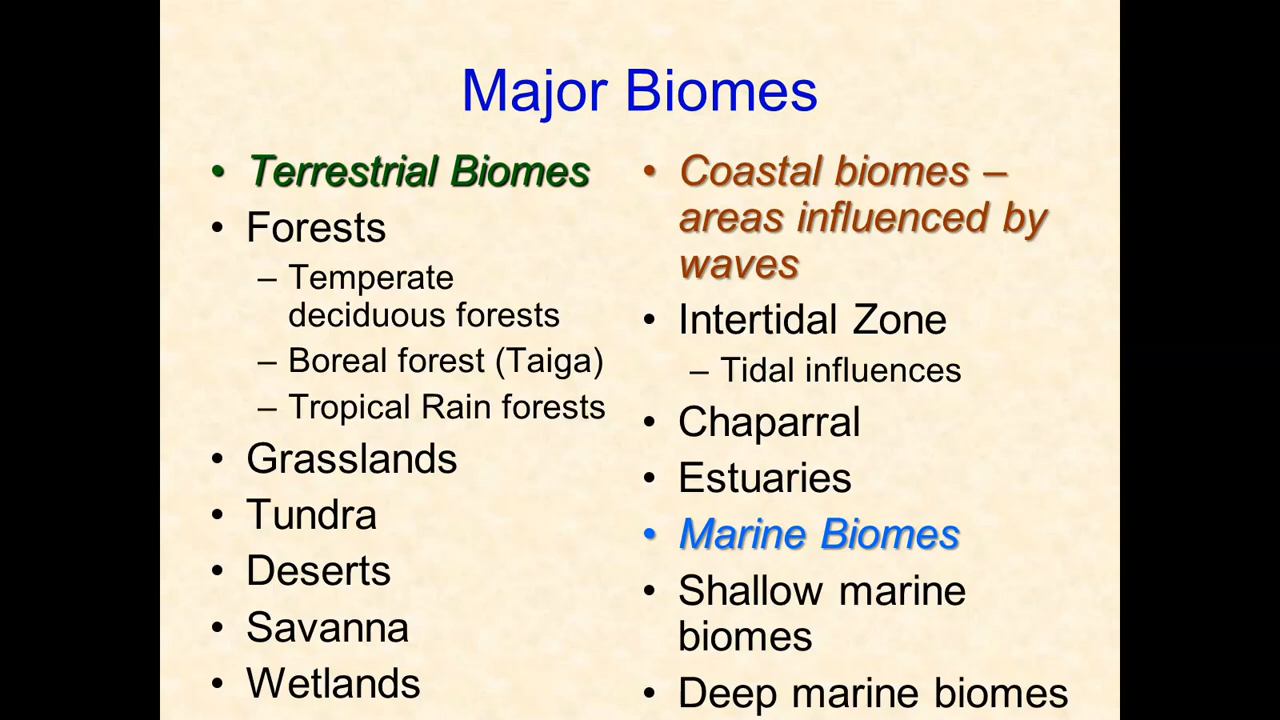 Major Biomes
• Terrestrial Biomes
• Forests
– Temperate
deciduous forests
– Boreal forest (Taiga)
– Tropical Rain forests
• Grasslands
• Tundra
• Deserts
• Savanna
• Wetlands
• Coastal biomes –
areas influenced by
waves
• Intertidal Zone
– Tidal influences
• Chaparral
• Estuaries
• Marine Biomes
• Shallow marine
biomes
• Deep marine biomes